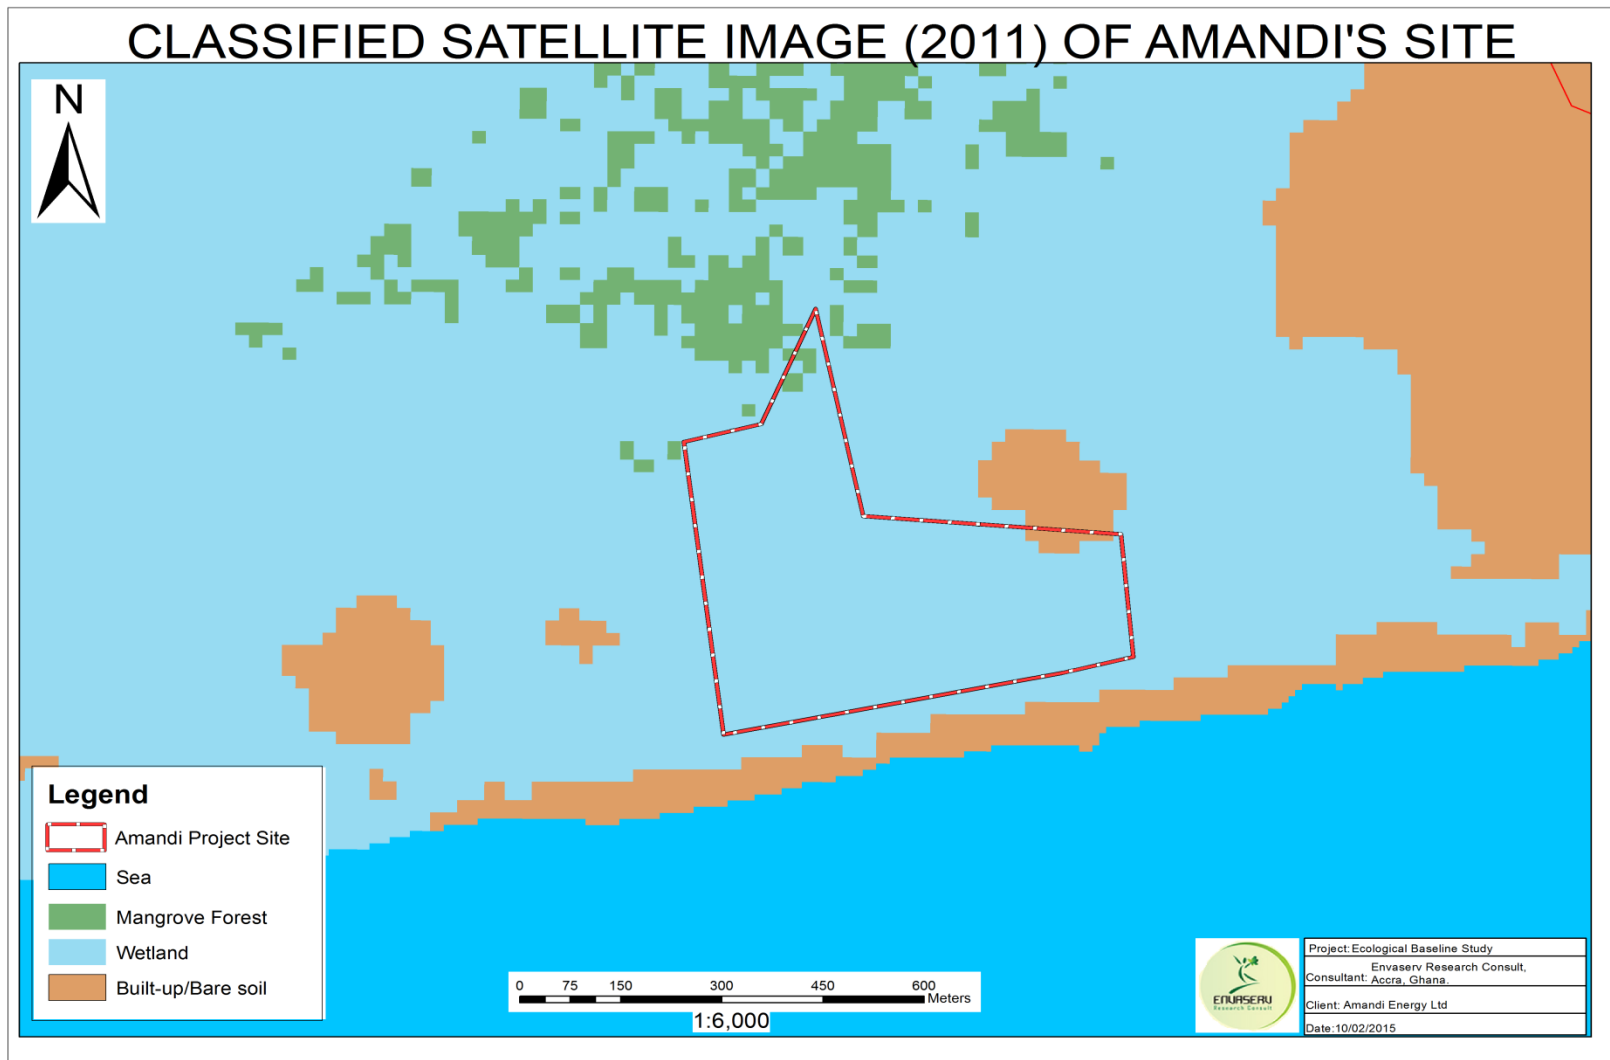 CLASSIFIED SATELLITE IMAGE (2011) OF AMANDI'S SITE
N
Legend
Amandi Project Site
Sea
Mangrove Forest
Wetland
Built-up/Bare soil
0 75 150 300 450 600
Meters
1:6,000
ENVASERV
Research Consult
Project: Ecological Baseline Study
Consultant: Envaserv Research Consult,
Accra, Ghana.
Client: Amandi Energy Ltd
Date:10/02/2015